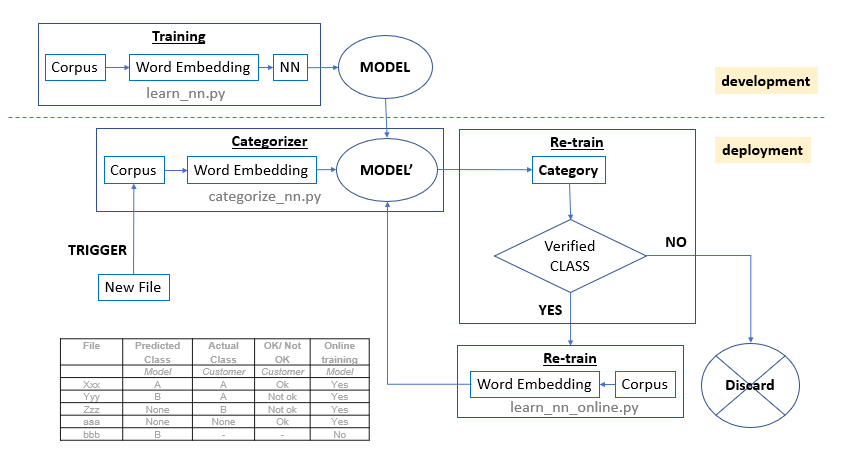 Training
Corpus
Word Embedding
NN
learn_nn.py
MODEL
development
Categorizer
Corpus
Word Embedding
categorize_nn.py
MODEL’
Re-train
Category
deployment
Verified
CLASS
NO
YES
TRIGGER
New File
Discard
Re-train
Word Embedding
Corpus
learn_nn_online.py
File Predicted Class Actual Class OK/ Not OK Online training
Model Customer Customer Model
Xxx A A Ok Yes
Yyy B A Not ok Yes
Zzz None B Not ok Yes
aaa None None Ok Yes
bbb B - - No